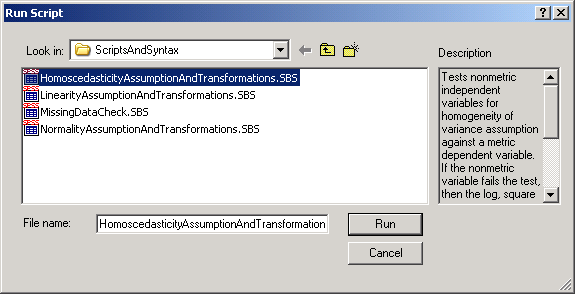 Run Script
Look in: ScriptsAndSyntax
Description
HomoscedasticityAssumptionAndTransformations.SBS
LinearityAssumptionAndTransformations.SBS
MissingDataCheck.SBS
NormalityAssumptionAndTransformations.SBS
Tests nonmetric
independent
variables for
homogeneity of
variance assumption
against a metric
dependent variable.
If the nonmetric
variable fails the test,
then the log, square
File name: HomoscedasticityAssumptionAndTransformation
Run
Cancel